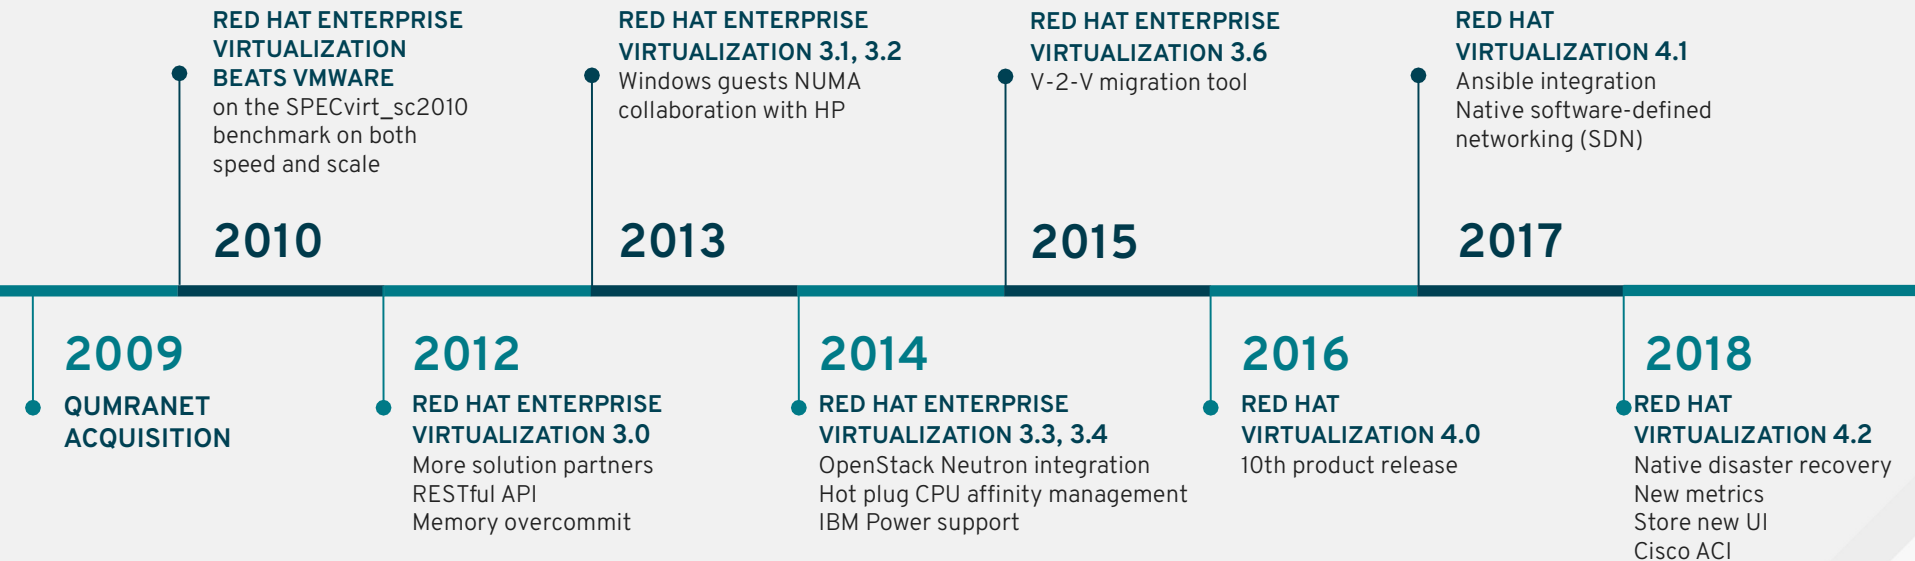 RED HAT ENTERPRISE
VIRTUALIZATION
BEATS VMWARE
on the SPECvirt_sc2010
benchmark on both
speed and scale
2010
RED HAT ENTERPRISE
VIRTUALIZATION 3.1, 3.2
Windows guests NUMA
collaboration with HP
2013
RED HAT ENTERPRISE
VIRTUALIZATION 3.6
V-2-V migration tool
2015
RED HAT
VIRTUALIZATION 4.1
Ansible integration
Native software-defined
networking (SDN)
2017
2009
QUMRANET
ACQUISITION
2012
RED HAT ENTERPRISE
VIRTUALIZATION 3.0
More solution partners
RESTful API
Memory overcommit
2014
RED HAT ENTERPRISE
VIRTUALIZATION 3.3, 3.4
OpenStack Neutron integration
Hot plug CPU affinity management
IBM Power support
2016
RED HAT
VIRTUALIZATION 4.0
10th product release
2018
RED HAT
VIRTUALIZATION 4.2
Native disaster recovery
New metrics
Store new UI
Cisco ACI